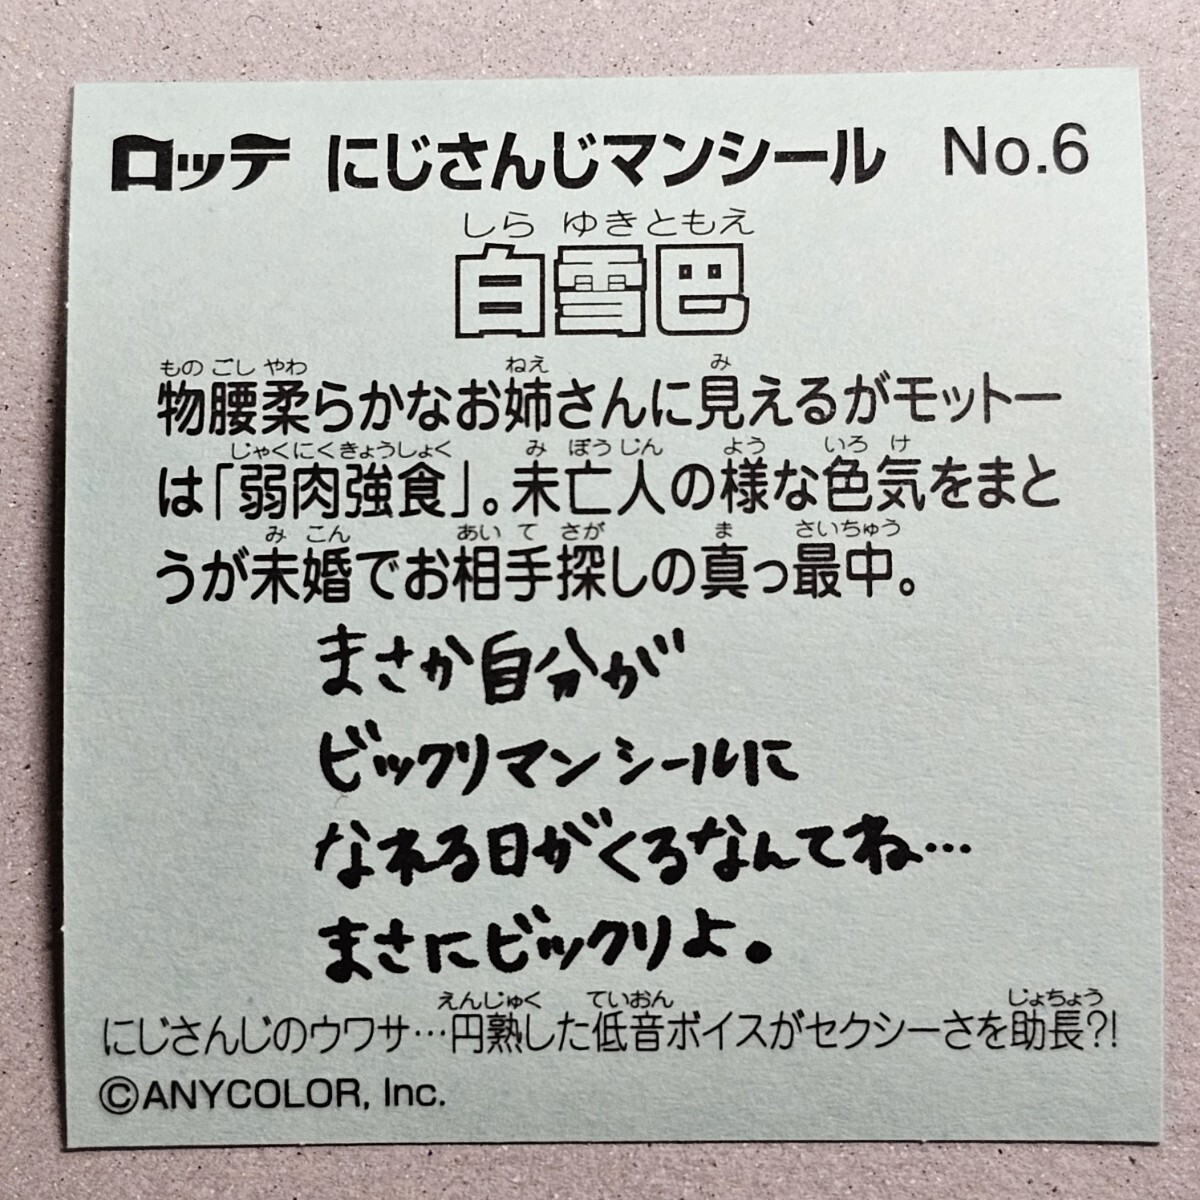 ロッテ にじさんじマンシール No.6
しら ゆきともえ
白雪巴
もの ごし やわ ねえ み
物腰柔らかなお姉さんに見えるがモットー
じゃくにくきょうしょく み ぼうじん よう いろ け
は「弱肉強食」。未亡人の様な色気をまと
み こん あい て さが ま さいちゅう
うが未婚でお相手探しの真っ最中。
まさか自分が
ビックリマンシールに
なれる日がくるなんてね…
まさにビックリよ。
えんじゅく ていおん じょちょう
にじさんじのウワサ…円熟した低音ボイスがセクシーさを助長?!
©ANYCOLOR, Inc.